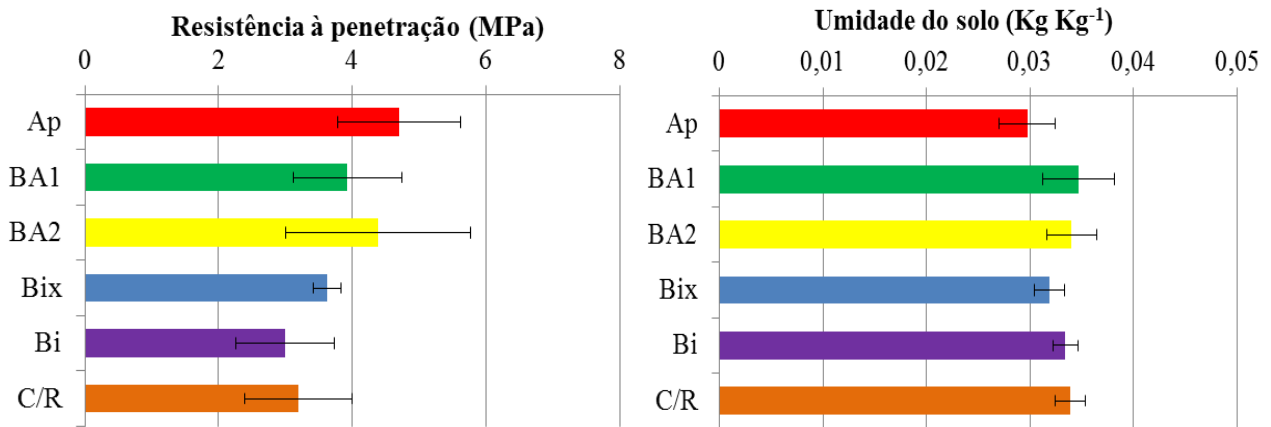 Resistência à penetração (MPa)
0 2 4 6 8
Ap
BA1
BA2
Bix
Bi
C/R
Umidade do solo (Kg Kg⁻¹)
0 0,01 0,02 0,03 0,04 0,05
Ap
BA1
BA2
Bix
Bi
C/R